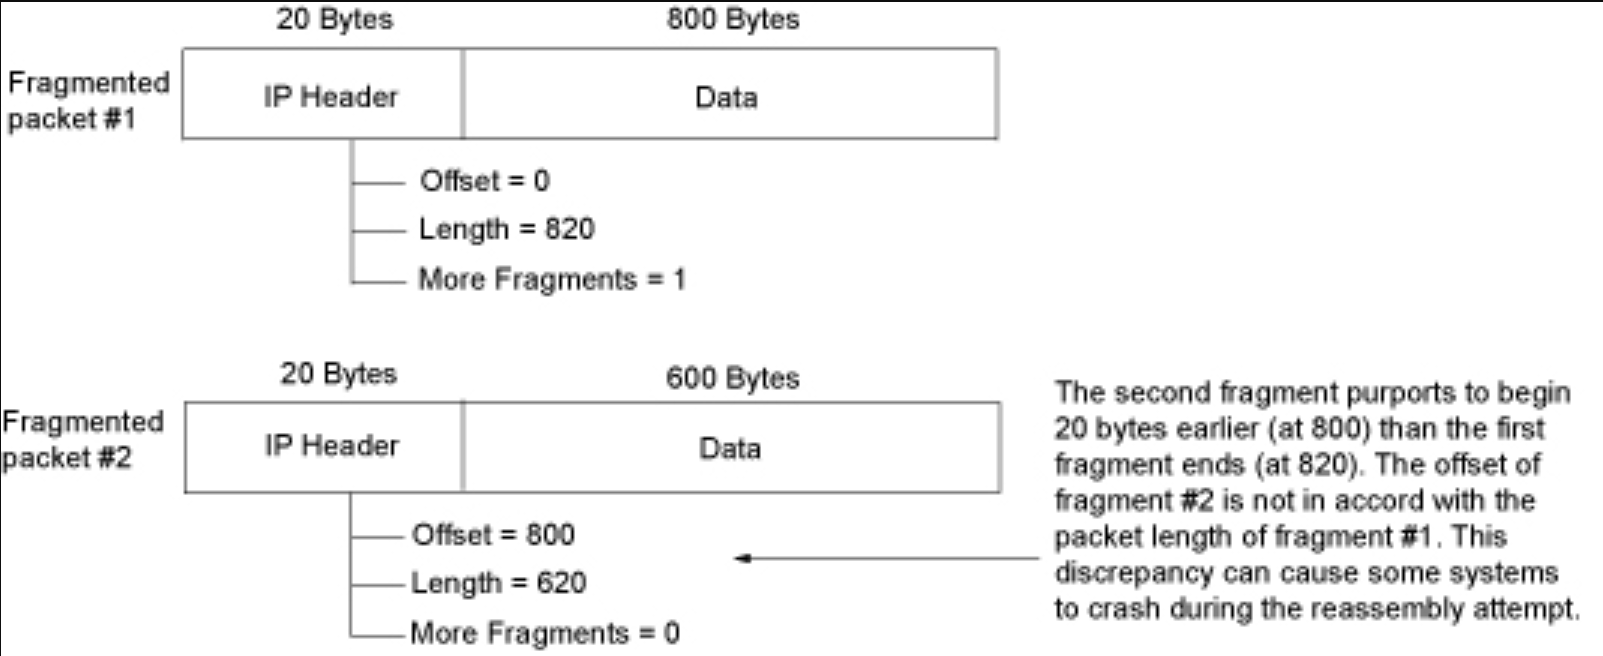 20 Bytes 800 Bytes
Fragmented
packet #1
IP Header Data
Offset = 0
Length = 820
More Fragments = 1
20 Bytes 600 Bytes
Fragmented
packet #2
IP Header Data
Offset = 800
Length = 620
More Fragments = 0
The second fragment purports to begin
20 bytes earlier (at 800) than the first
fragment ends (at 820). The offset of
fragment #2 is not in accord with the
packet length of fragment #1. This
discrepancy can cause some systems
to crash during the reassembly attempt.